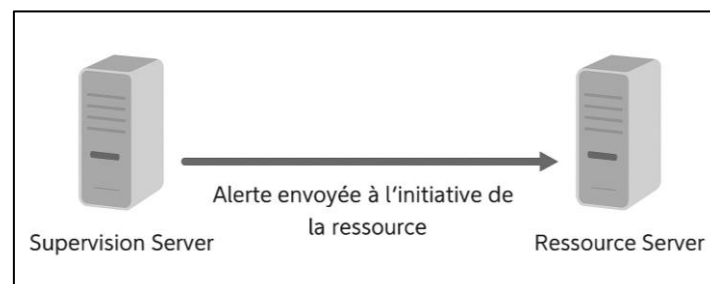 Alerte envoyée à l'initiative de
la ressource
Supervision Server
Ressource Server